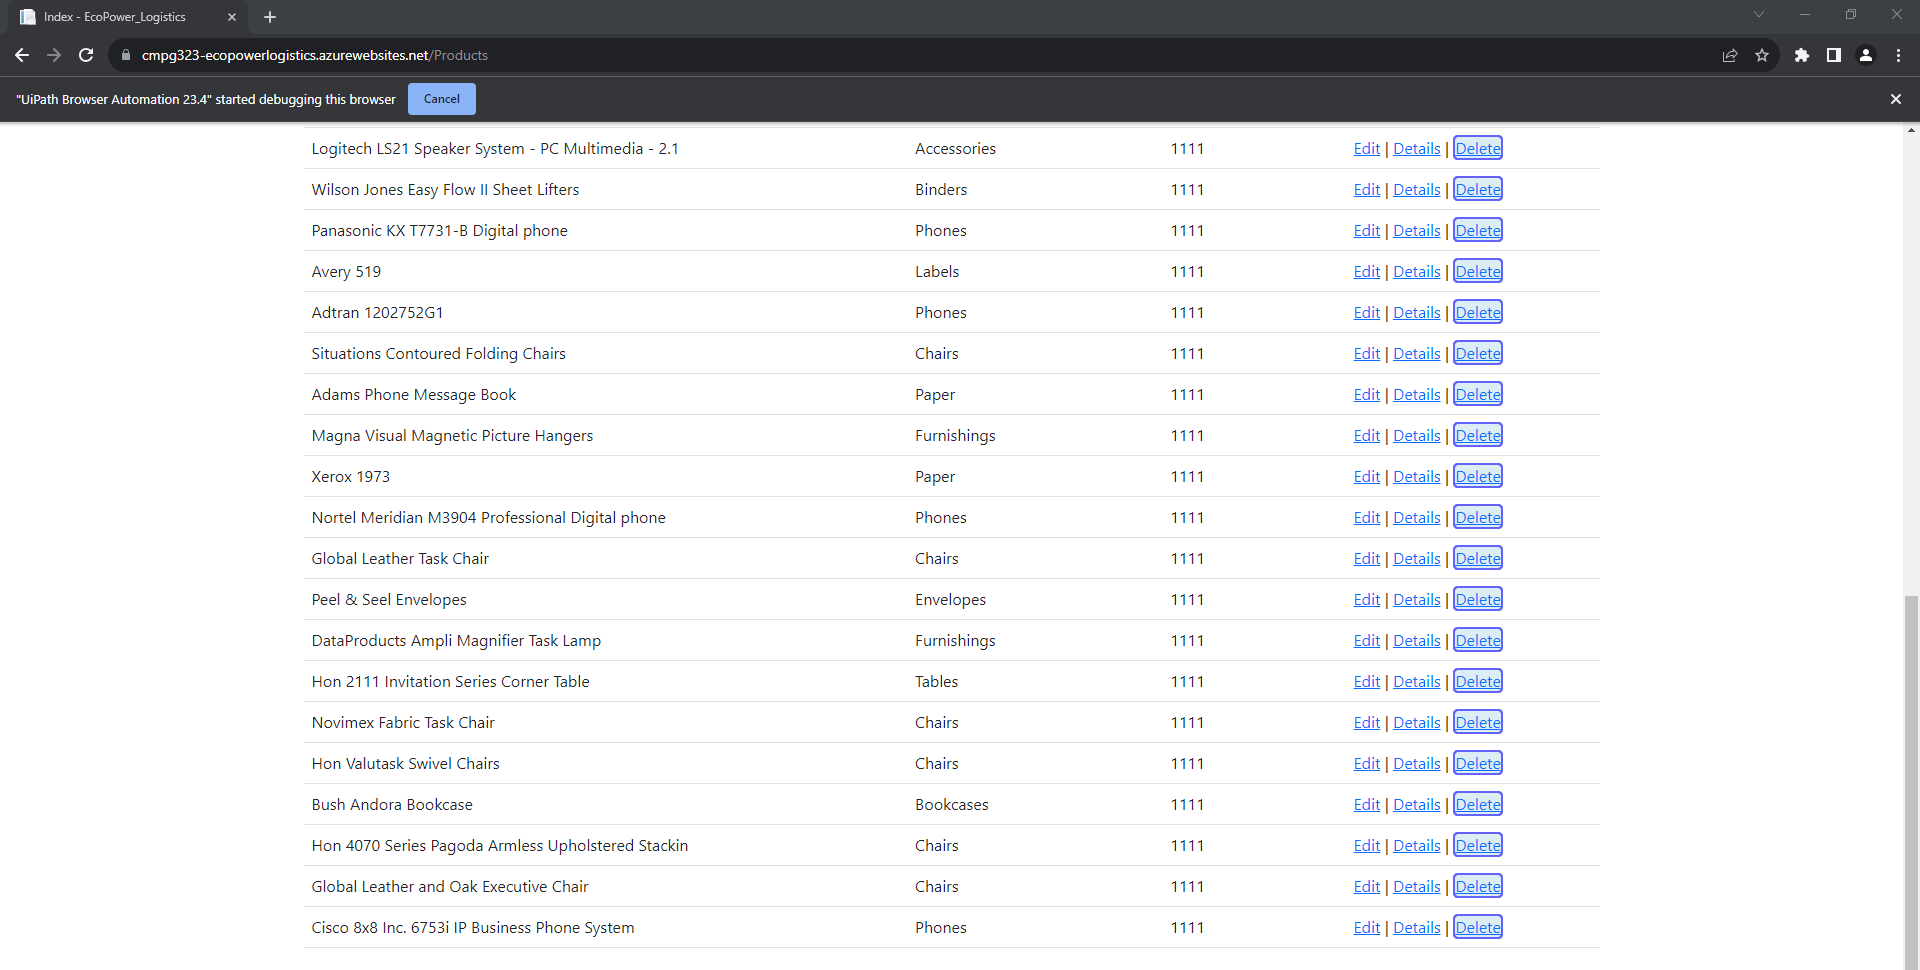 Index - EcoPower_Logistics
cmpg323-ecopowerlogistics.azurewebsites.net/Products
"UiPath Browser Automation 23.4" started debugging this browser Cancel
Logitech LS21 Speaker System - PC Multimedia - 2.1 Accessories 1111 Edit | Details | Delete
Wilson Jones Easy Flow II Sheet Lifters Binders 1111 Edit | Details | Delete
Panasonic KX T7731-B Digital phone Phones 1111 Edit | Details | Delete
Avery 519 Labels 1111 Edit | Details | Delete
Adtran 1202752G1 Phones 1111 Edit | Details | Delete
Situations Contoured Folding Chairs Chairs 1111 Edit | Details | Delete
Adams Phone Message Book Paper 1111 Edit | Details | Delete
Magna Visual Magnetic Picture Hangers Furnishings 1111 Edit | Details | Delete
Xerox 1973 Paper 1111 Edit | Details | Delete
Nortel Meridian M3904 Professional Digital phone Phones 1111 Edit | Details | Delete
Global Leather Task Chair Chairs 1111 Edit | Details | Delete
Peel & Seel Envelopes Envelopes 1111 Edit | Details | Delete
DataProducts Ampli Magnifier Task Lamp Furnishings 1111 Edit | Details | Delete
Hon 2111 Invitation Series Corner Table Tables 1111 Edit | Details | Delete
Novimex Fabric Task Chair Chairs 1111 Edit | Details | Delete
Hon Valutask Swivel Chairs Chairs 1111 Edit | Details | Delete
Bush Andora Bookcase Bookcases 1111 Edit | Details | Delete
Hon 4070 Series Pagoda Armless Upholstered Stackin Chairs 1111 Edit | Details | Delete
Global Leather and Oak Executive Chair Chairs 1111 Edit | Details | Delete
Cisco 8x8 Inc. 6753i IP Business Phone System Phones 1111 Edit | Details | Delete